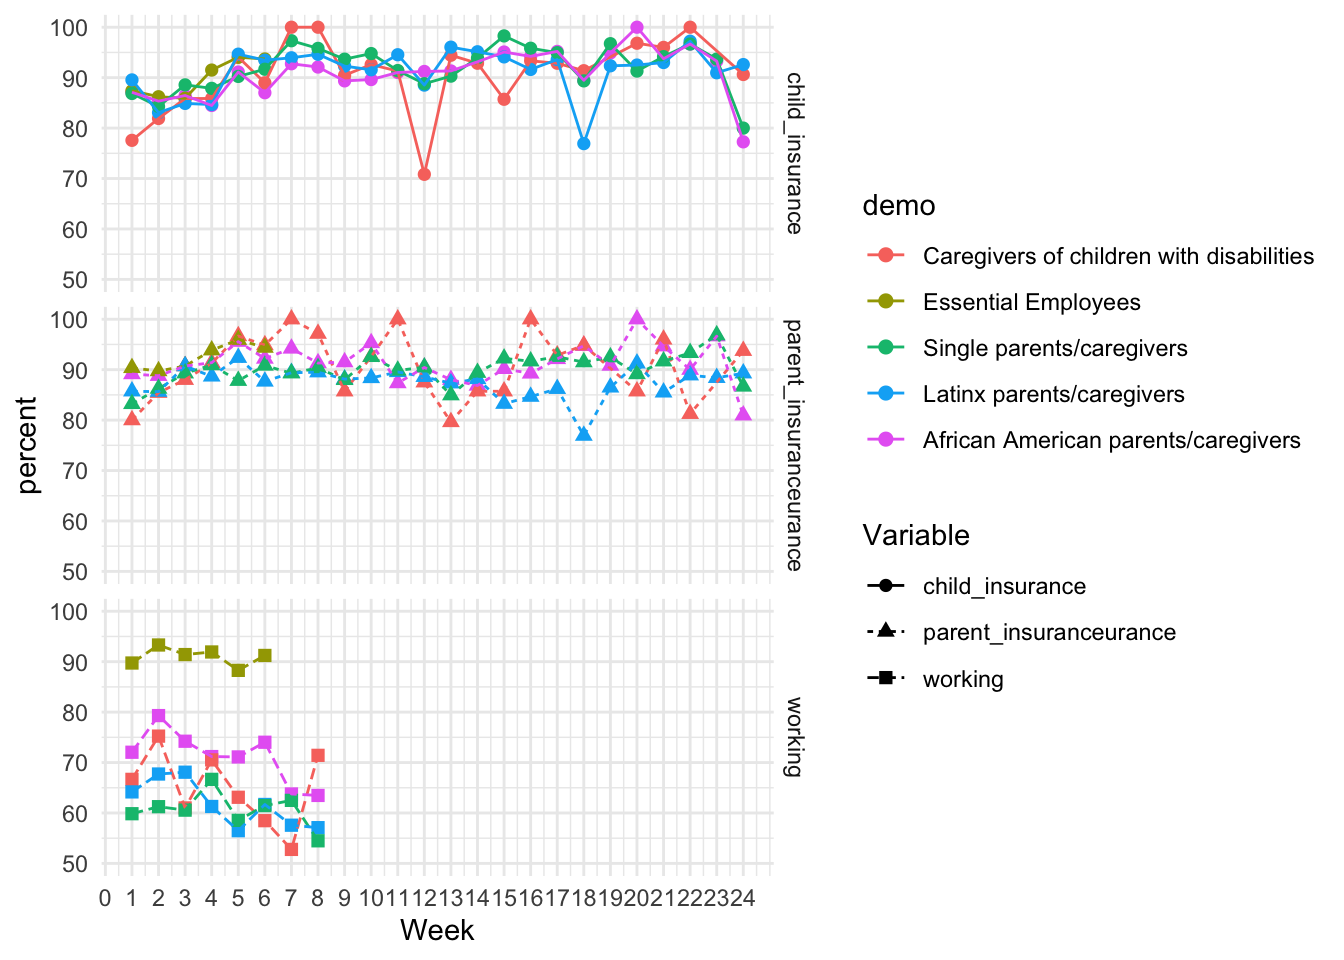 100
90
80
70
60
50
child_insurance
100
90
80
70
60
50
parent_insuranceurance
100
90
80
70
60
50
working
percent
0 1 2 3 4 5 6 7 8 9 10 11 12 13 14 15 16 17 18 19 20 21 22 23 24
Week
demo
Caregivers of children with disabilities
Essential Employees
Single parents/caregivers
Latinx parents/caregivers
African American parents/caregivers
Variable
child_insurance
parent_insuranceurance
working